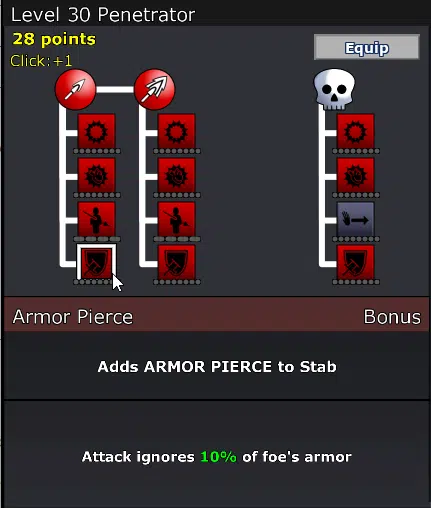 Level 30 Penetrator
28 points
Equip
Click:+1
Armor Pierce
Bonus
Adds ARMOR PIERCE to Stab
Attack ignores 10% of foe's armor